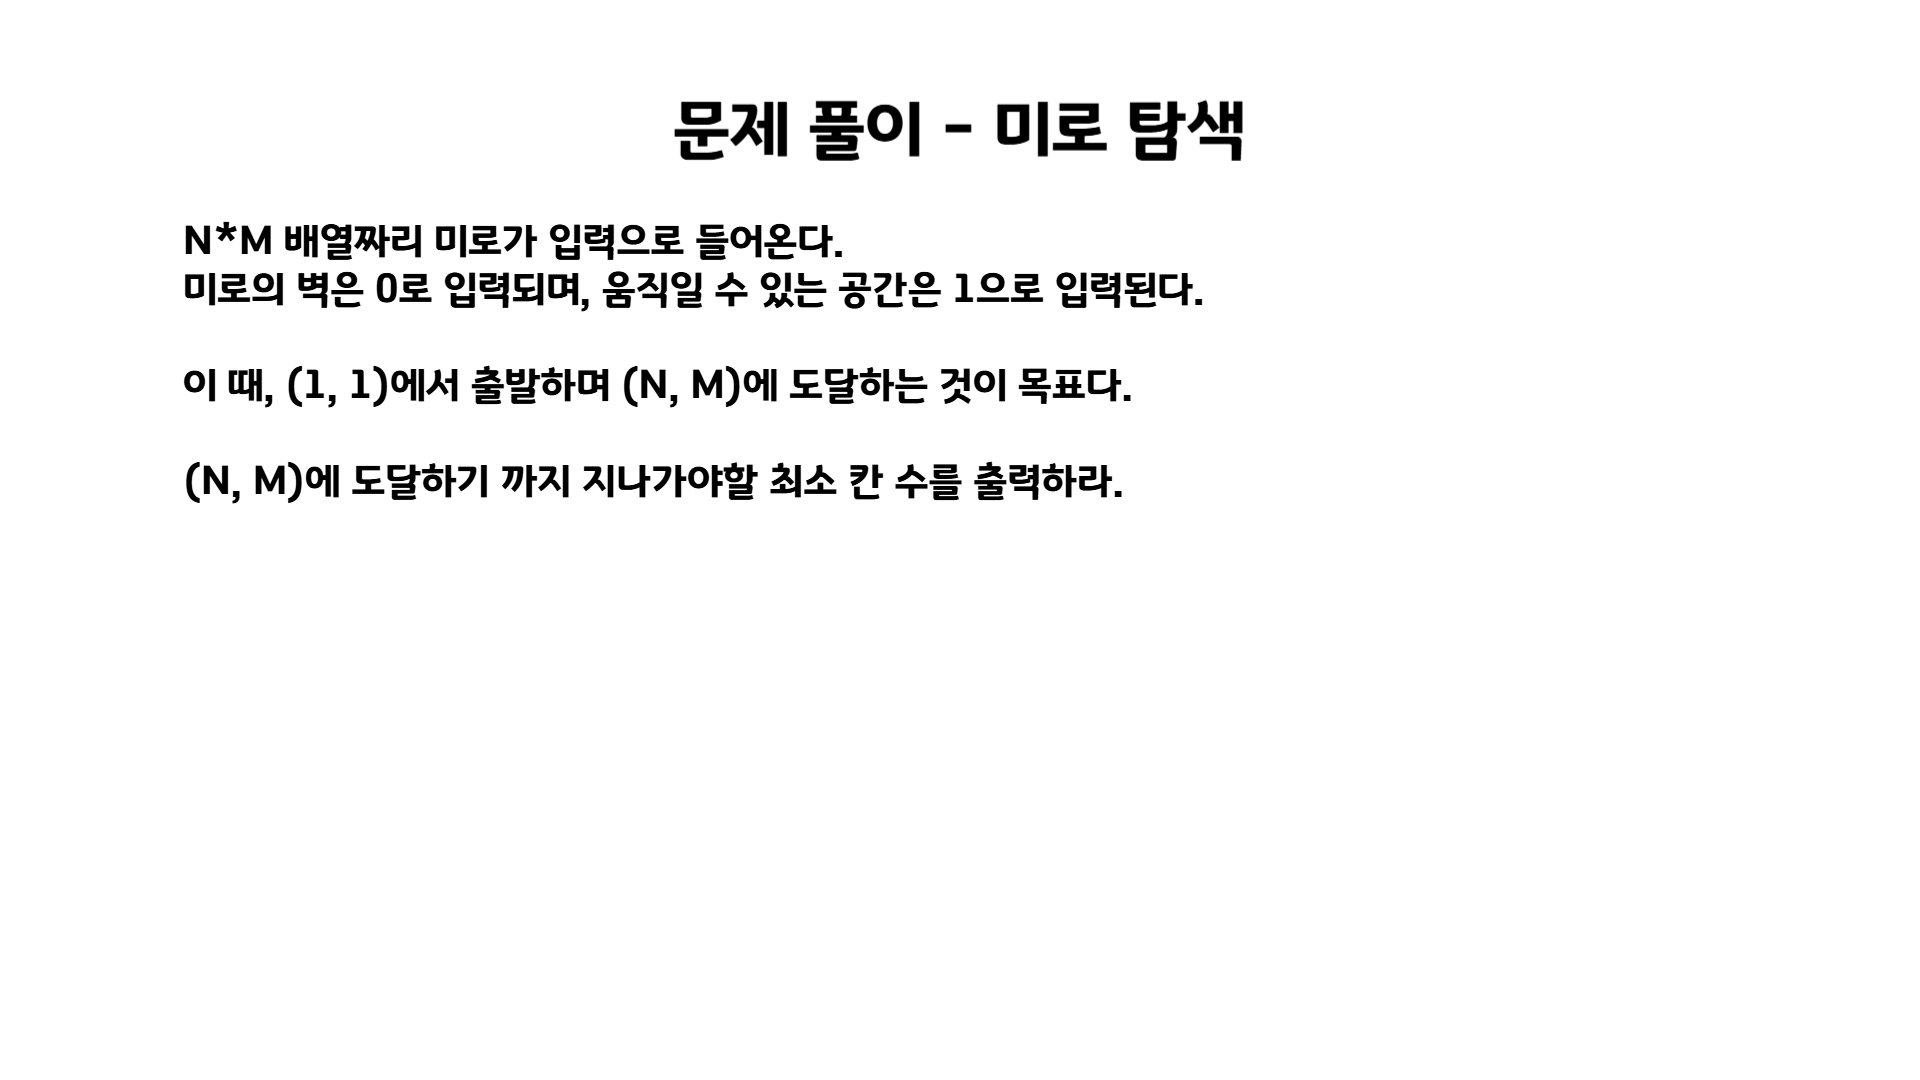 문제 풀이 - 미로 탐색
N*M 배열짜리 미로가 입력으로 들어온다.
미로의 벽은 0로 입력되며, 움직일 수 있는 공간은 1으로 입력된다.
이 때, (1, 1)에서 출발하며 (N, M)에 도달하는 것이 목표다.
(N, M)에 도달하기 까지 지나가야할 최소 칸 수를 출력하라.